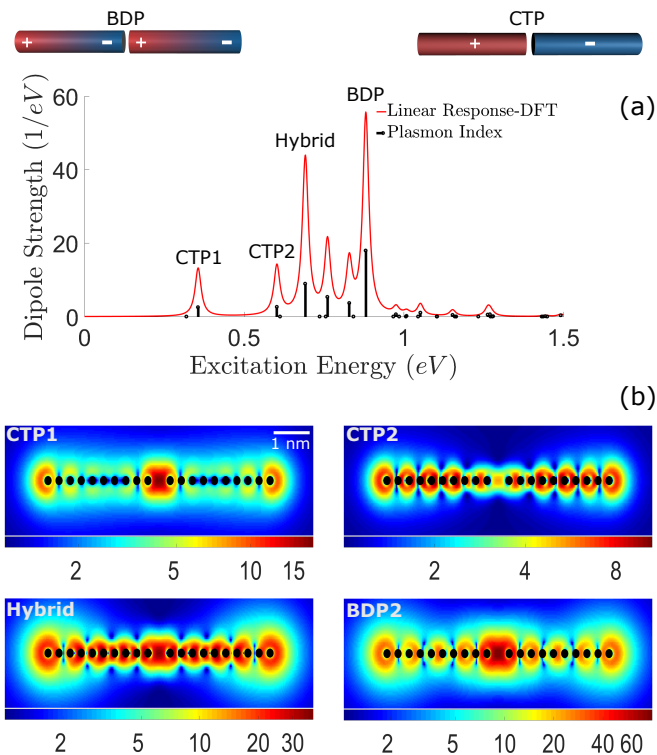 BDP
CTP
+ - + -
+ -
(a)
60
40
20
0
Dipole Strength (1/eV)
BDP
Linear Response-DFT
Plasmon Index
Hybrid
CTP1
CTP2
0 0.5 1 1.5
Excitation Energy (eV)
(b)
CTP1
1 nm
CTP2
2 5 10 15
2 4 8
Hybrid
BDP2
2 5 10 20 30
2 5 10 20 40 60